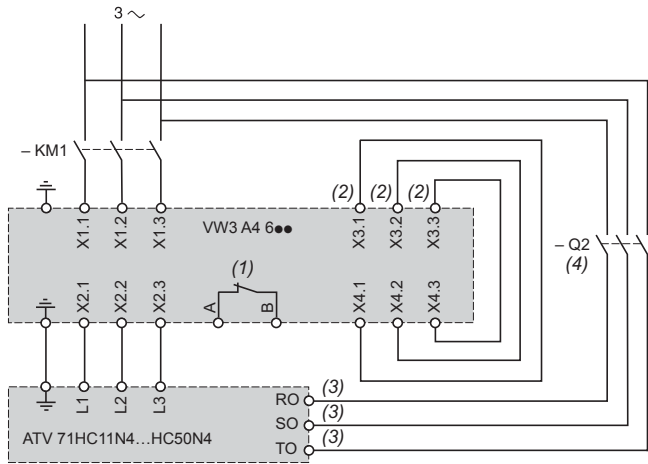 3 ~
– KM1
(2) (2) (2)
X1.1 X1.2 X1.3 VW3 A4 6●● X3.1 X3.2 X3.3
– Q2
(4)
(1)
X2.1 X2.2 X2.3 A B X4.1 X4.2 X4.3
L1 L2 L3
RO (3)
SO (3)
TO (3)
ATV 71HC11N4...HC50N4